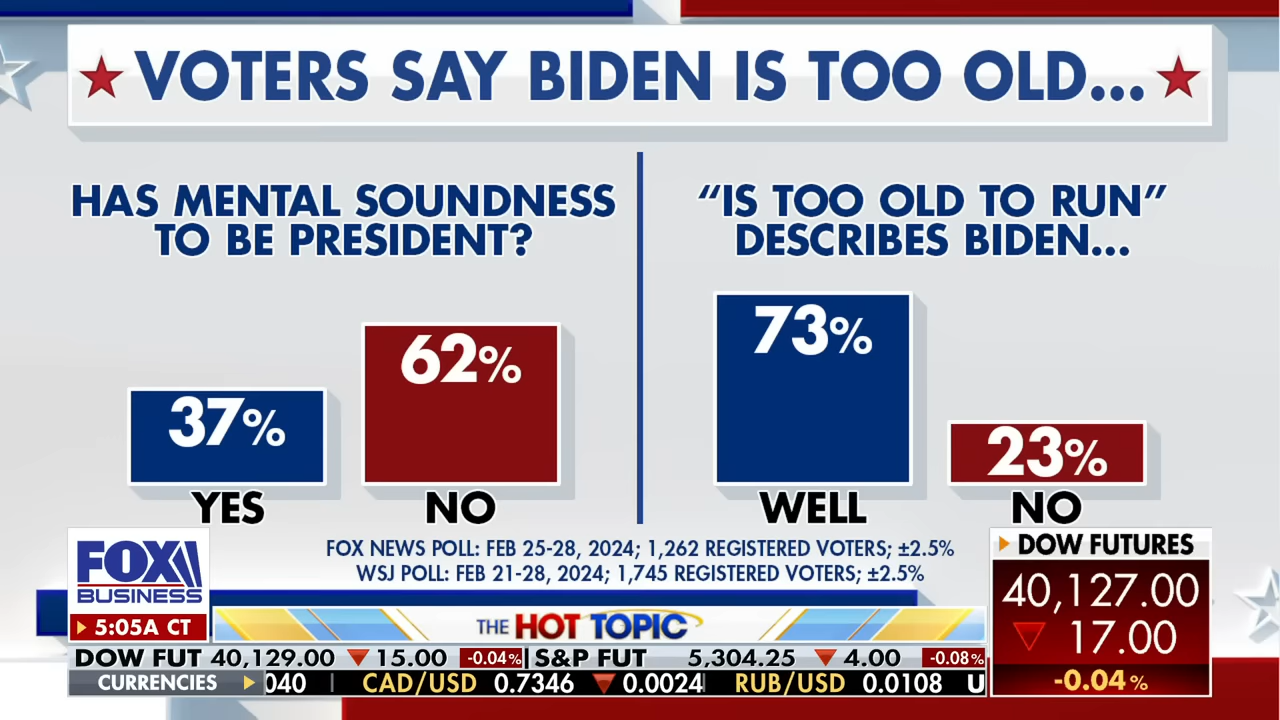 VOTERS SAY BIDEN IS TOO OLD...
HAS MENTAL SOUNDNESS
TO BE PRESIDENT?
37%
YES
62%
NO
“IS TOO OLD TO RUN”
DESCRIBES BIDEN...
73%
WELL
23%
NO
FOX NEWS POLL: FEB 25-28, 2024; 1,262 REGISTERED VOTERS; ±2.5%
WSJ POLL: FEB 21-28, 2024; 1,745 REGISTERED VOTERS; ±2.5%
FOX
BUSINESS
5:05A CT
THE HOT TOPIC
DOW FUTURES
40,127.00
17.00
-0.04%
DOW FUT 40,129.00 15.00 -0.04% S&P FUT 5,304.25 4.00 -0.08%
CURRENCIES 040 CAD/USD 0.7346 0.0024 RUB/USD 0.0108 U